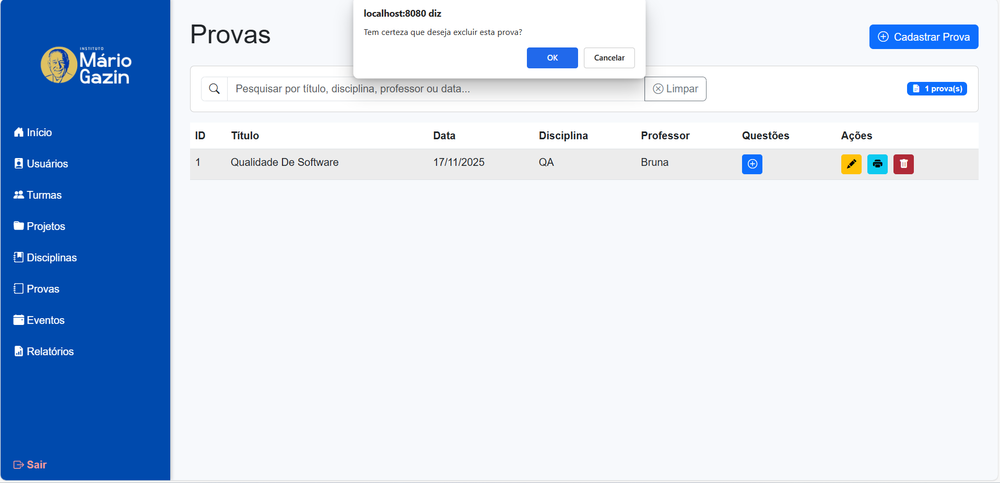 INSTITUTO
Mário
Gazin
Início
Usuários
Turmas
Projetos
Disciplinas
Provas
Eventos
Relatórios
Sair
Provas
localhost:8080 diz
Tem certeza que deseja excluir esta prova?
OK
Cancelar
Cadastrar Prova
Pesquisar por título, disciplina, professor ou data...
Limpar
1 prova(s)
ID Título Data Disciplina Professor Questões Ações
1 Qualidade De Software 17/11/2025 QA Bruna